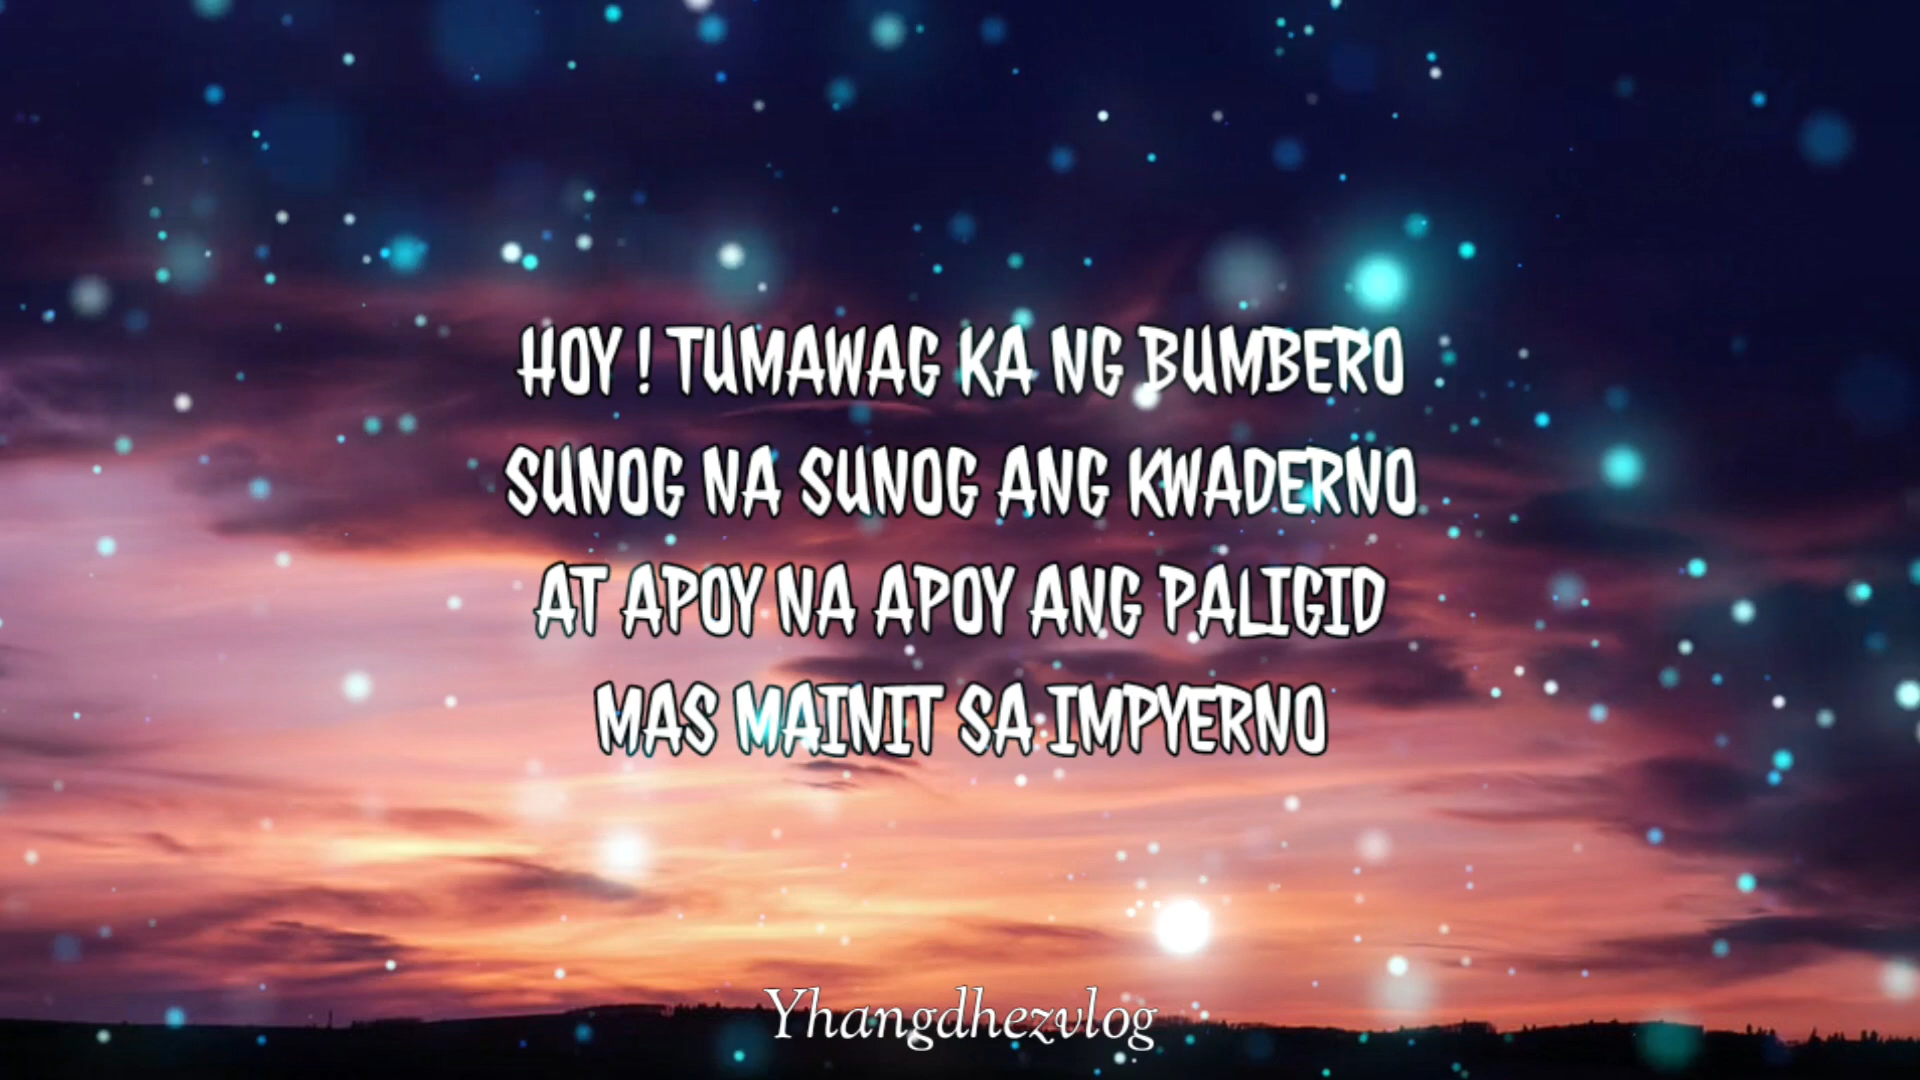 HOY ! TUMAWAG KA NG BUMBERO
SUNOG NA SUNOG ANG KWADERNO
AT APOY NA APOY ANG PALIGID
MAS MAINIT SA IMPYERNO
Yhangdhezvlog